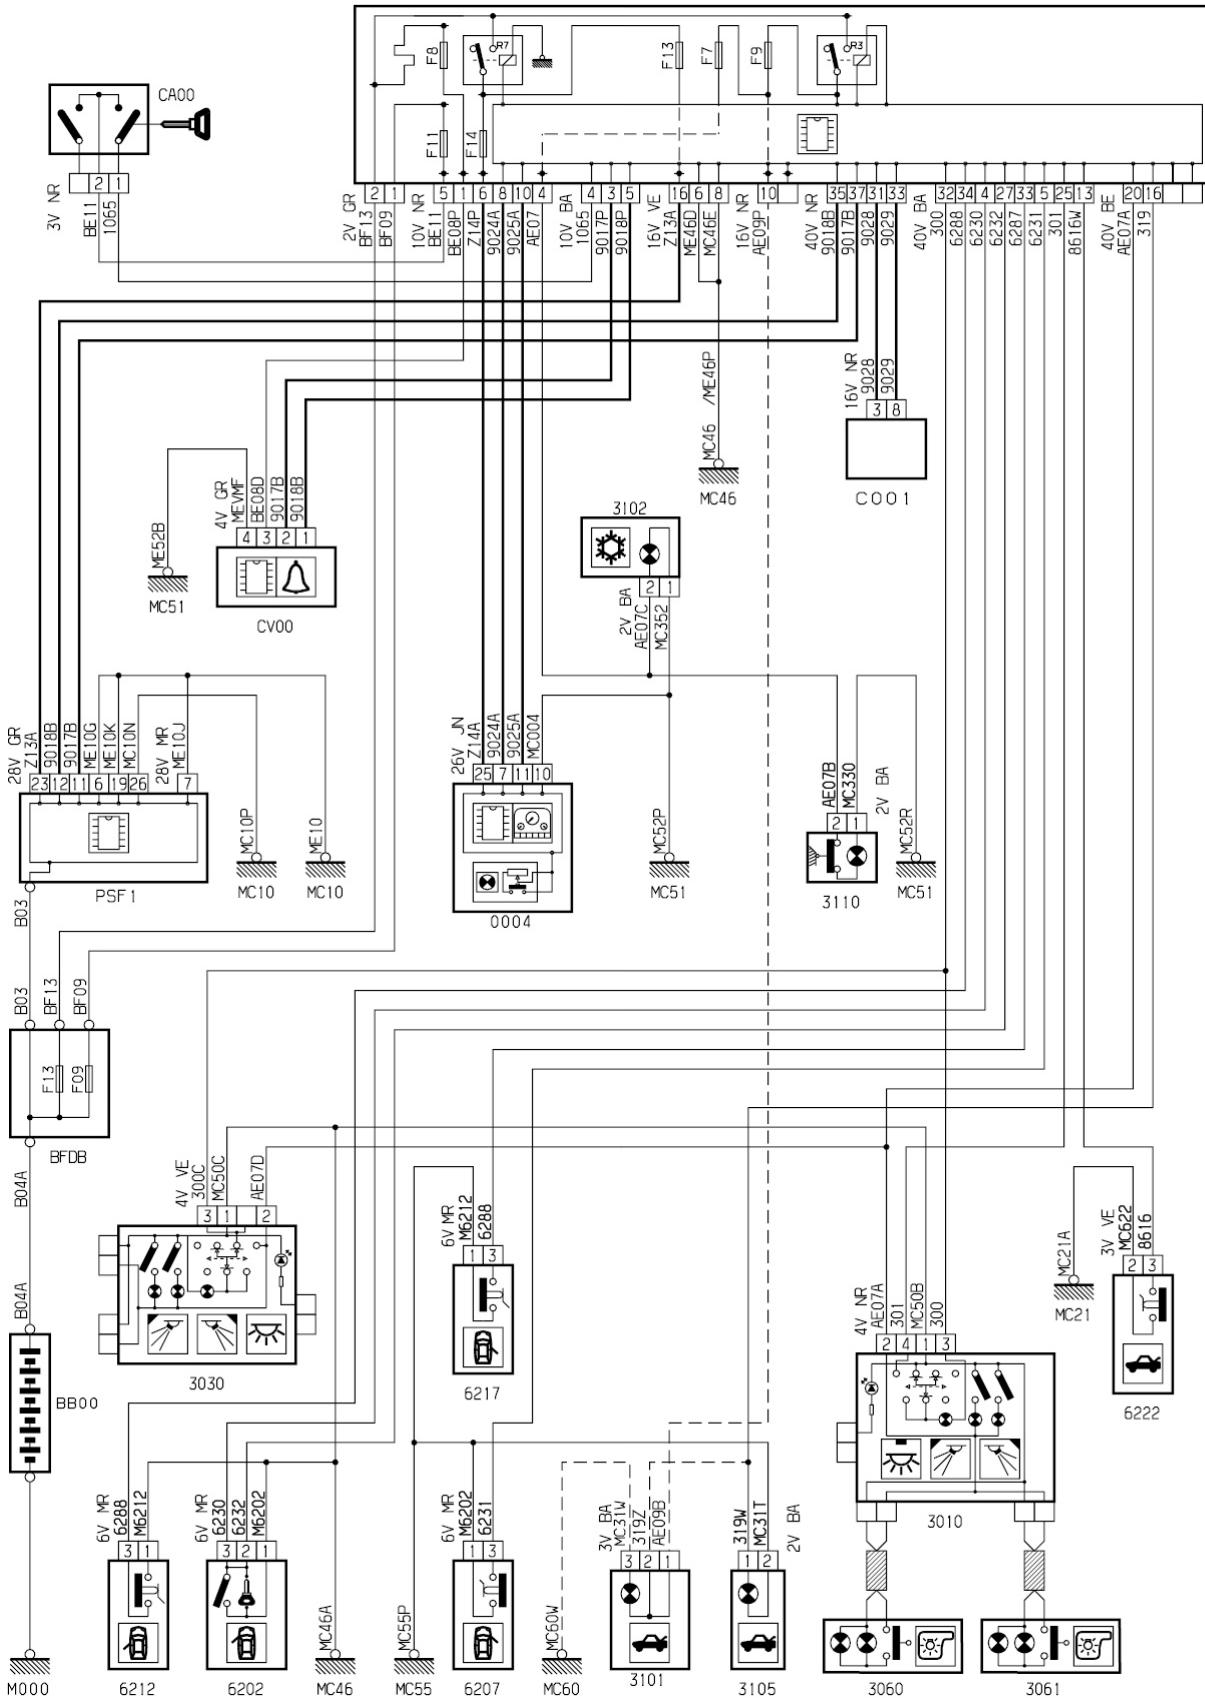 F8
R7
F13
F7
F9
R3
CA00
F11
F14
2 1
2 1 5 1 6 8 10 4 4 3 5 16 6 8 10 35 37 31 33 32 34 4 27 33 5 25 13 20 16
3V NR
BE11
1065
2V GR
BF13
BF09
10V NR
BE11
BE08P
Z14P
9024A
9025A
AE07
10V BA
1065
9017P
9018P
16V VE
Z13A
ME46D
MC46E
16V NR
AE09P
40V NR
9018B
9017B
9028
9029
40V BA
300
6288
6230
6232
6287
6231
301
8616W
40V BE
AE07A
319
MC46 /ME46P
MC46
16V NR
9028
9029
3 8
C001
4V GR
MEVMF
BE08D
9017B
9018B
4 3 2 1
CV00
ME52B
MC51
3102
2 1
2V BA
AE07C
MC352
28V GR
Z13A
9018B
9017B
ME10G
ME10K
MC10N
28V MR
ME10J
23 12 11 6 19 26 7
PSF1
MC10P
MC10
ME10
MC10
26V JN
Z14A
9024A
9025A
MC004
25 7 11 10
0004
MC52P
MC51
AE07B
MC330
2V BA
2 1
3110
MC52R
MC51
B03
B03
BF13
BF09
F13
F09
BFDB
B04A
B04A
BB00
M000
4V VE
300C
MC50C
AE07D
3 1 2
3030
6V MR
M6212
6288
1 3
6217
MC21A
MC21
3V VE
MC622
8616
2 3
6222
4V NR
AE07A
301
MC50B
300
2 4 1 3
3010
6V MR
6288
M6212
3 1
6212
6V MR
6230
6232
M6202
3 2 1
6202
MC46A
MC46
MC55P
MC55
6V MR
M6202
6231
1 3
6207
MC60W
MC60
3V BA
MC31W
319Z
AE09B
3 2 1
3101
319W
MC31T
2V BA
1 2
3105
3060
3061